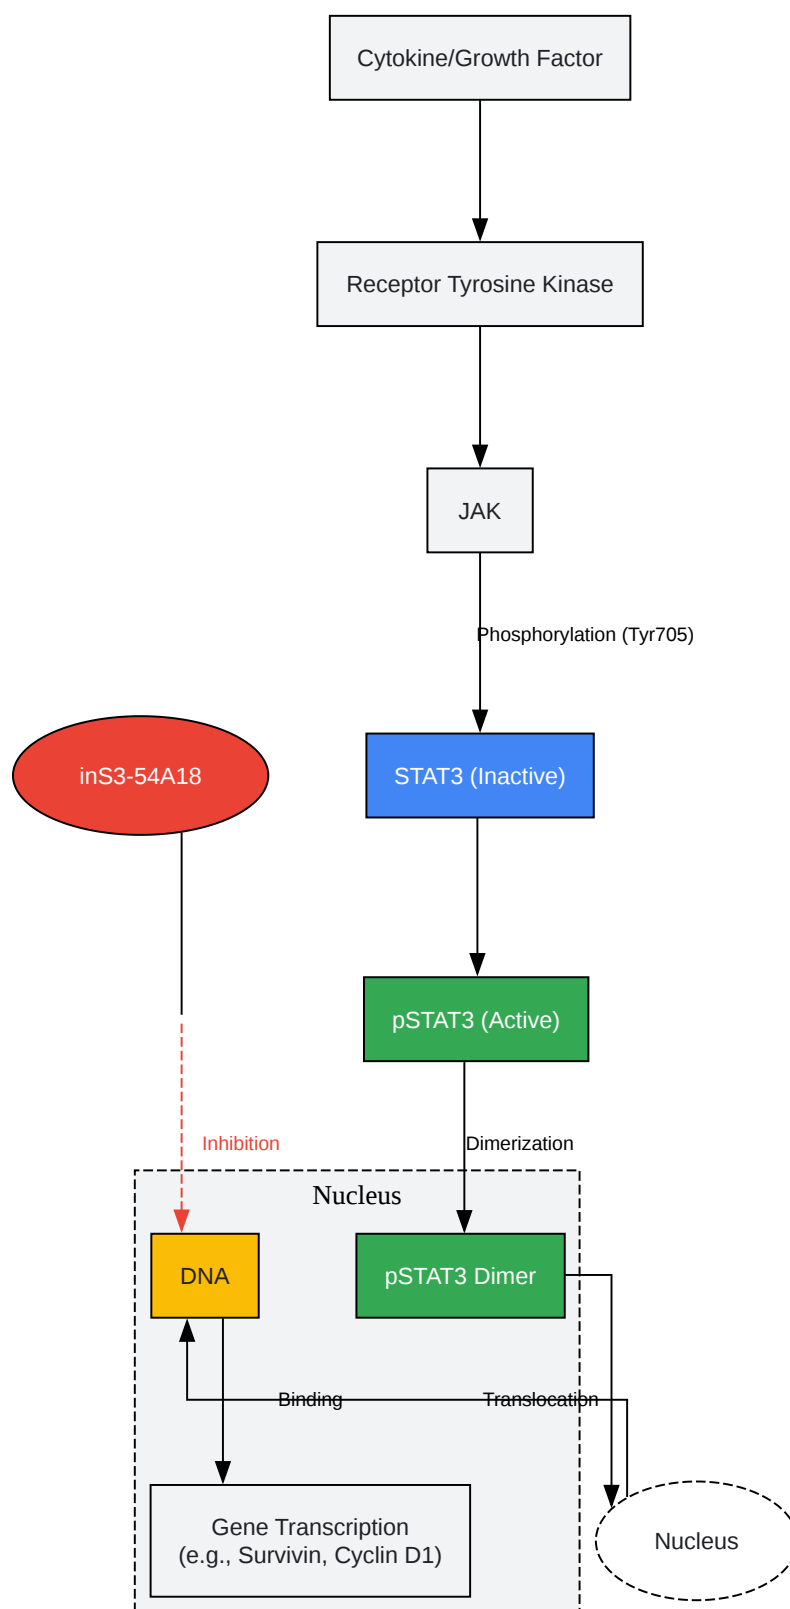 Cytokine/Growth Factor
Receptor Tyrosine Kinase
JAK
Phosphorylation (Tyr705)
inS3-54A18
STAT3 (Inactive)
pSTAT3 (Active)
Inhibition
Dimerization
Nucleus
DNA
pSTAT3 Dimer
Binding
Translocation
Gene Transcription
(e.g., Survivin, Cyclin D1)
Nucleus